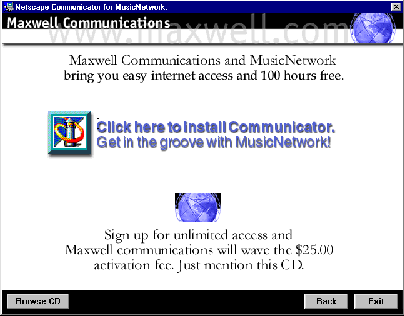 Netscape Communicator for MusicNetwork.
www.maxwell.com
Maxwell Communications
Maxwell Communications and MusicNetwork
bring you easy internet access and 100 hours free.
Click here to install Communicator.
Get in the groove with MusicNetwork!
Sign up for unlimited access and
Maxwell communications will wave the $25.00
activation fee. Just mention this CD.
Browse CD
Back
Exit